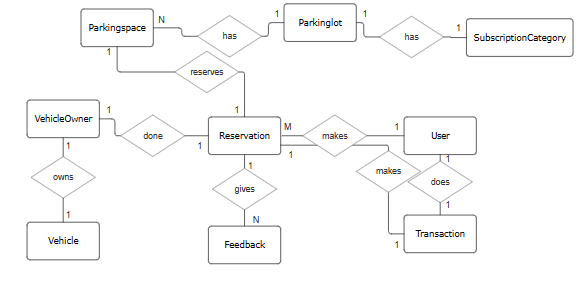 Parkingspace N has 1 Parkinglot 1 has 1 SubscriptionCategory
1
reserves
1
VehicleOwner 1 done 1 Reservation M makes 1 User
1 1 1 1
owns gives makes does
1 N 1 1
Vehicle Feedback Transaction